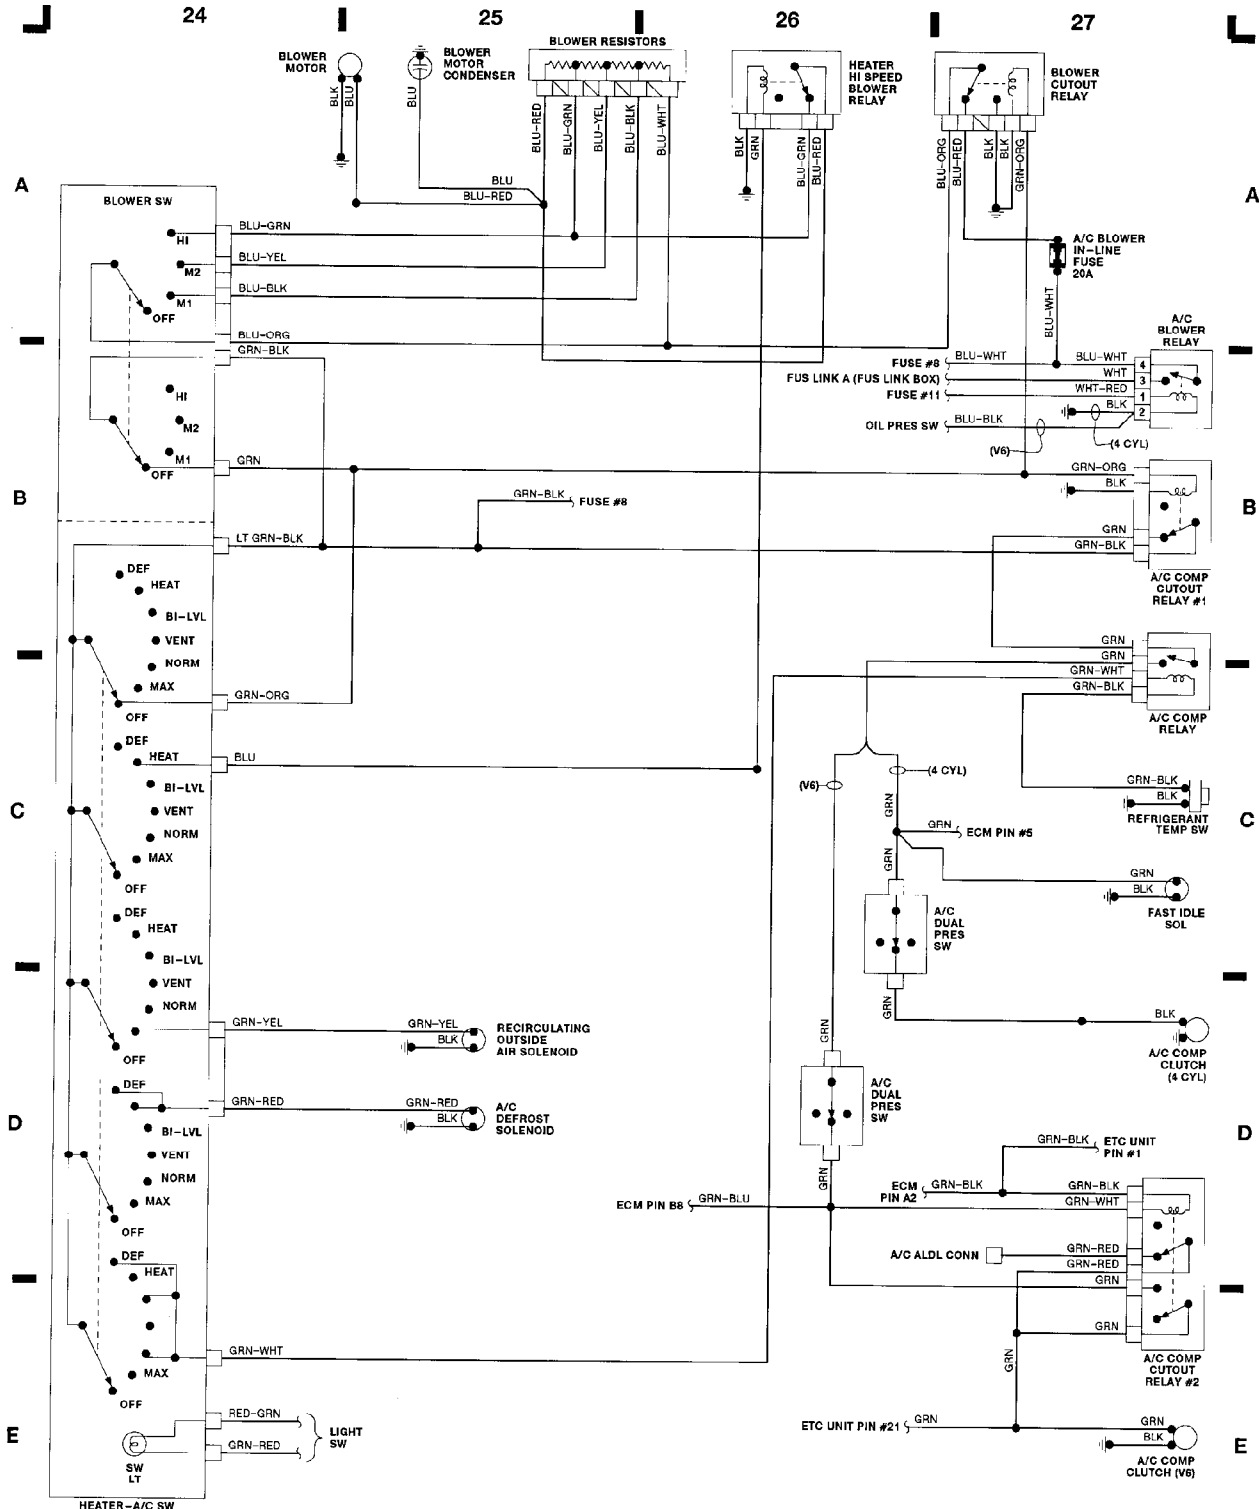 24
25
26
27
BLOWER
MOTOR
BLOWER
MOTOR
CONDENSER
BLOWER RESISTORS
HEATER
HI SPEED
BLOWER
RELAY
BLOWER
CUTOUT
RELAY
BLK
BLU
BLU
BLU-RED
BLU-GRN
BLU-YEL
BLU-BLK
BLU-WHT
BLK
GRN
BLU-GRN
BLU-RED
BLU-ORG
BLU-RED
BLK
BLK
GRN-ORG
A
A
BLU
BLU-RED
BLOWER SW
HI
M2
M1
OFF
BLU-GRN
BLU-YEL
BLU-BLK
BLU-ORG
GRN-BLK
A/C BLOWER
IN-LINE
FUSE
20A
BLU-WHT
A/C
BLOWER
RELAY
FUSE #8
BLU-WHT
BLU-WHT
4
FUS LINK A (FUS LINK BOX)
WHT
3
FUSE #11
WHT-RED
1
BLK
2
OIL PRES SW
BLU-BLK
(V6)
(4 CYL)
HI
M2
M1
OFF
GRN
GRN-ORG
BLK
B
B
GRN-BLK
FUSE #8
LT GRN-BLK
GRN
GRN-BLK
A/C COMP
CUTOUT
RELAY #1
DEF
HEAT
BI-LVL
VENT
NORM
MAX
OFF
GRN-ORG
GRN
GRN
GRN-WHT
GRN-BLK
A/C COMP
RELAY
DEF
HEAT
BI-LVL
VENT
NORM
MAX
OFF
BLU
(V6)
(4 CYL)
GRN
GRN
ECM PIN #5
GRN
GRN-BLK
BLK
REFRIGERANT
TEMP SW
C
C
GRN
BLK
FAST IDLE
SOL
A/C
DUAL
PRES
SW
DEF
HEAT
BI-LVL
VENT
NORM
OFF
GRN-YEL
GRN-YEL
BLK
RECIRCULATING
OUTSIDE
AIR SOLENOID
GRN
GRN
BLK
A/C COMP
CLUTCH
(4 CYL)
DEF
BI-LVL
VENT
NORM
MAX
OFF
GRN-RED
GRN-RED
BLK
A/C
DEFROST
SOLENOID
A/C
DUAL
PRES
SW
D
D
GRN
GRN-BLK
ETC UNIT
PIN #1
ECM
PIN A2
GRN-BLK
GRN-BLK
ECM PIN B8
GRN-BLU
GRN-WHT
A/C ALDL CONN
GRN-RED
GRN-RED
GRN
GRN
GRN
A/C COMP
CUTOUT
RELAY #2
DEF
HEAT
MAX
OFF
GRN-WHT
RED-GRN
GRN-RED
LIGHT
SW
SW
LT
HEATER-A/C SW
ETC UNIT PIN #21
GRN
GRN
BLK
A/C COMP
CLUTCH (V6)
E
E